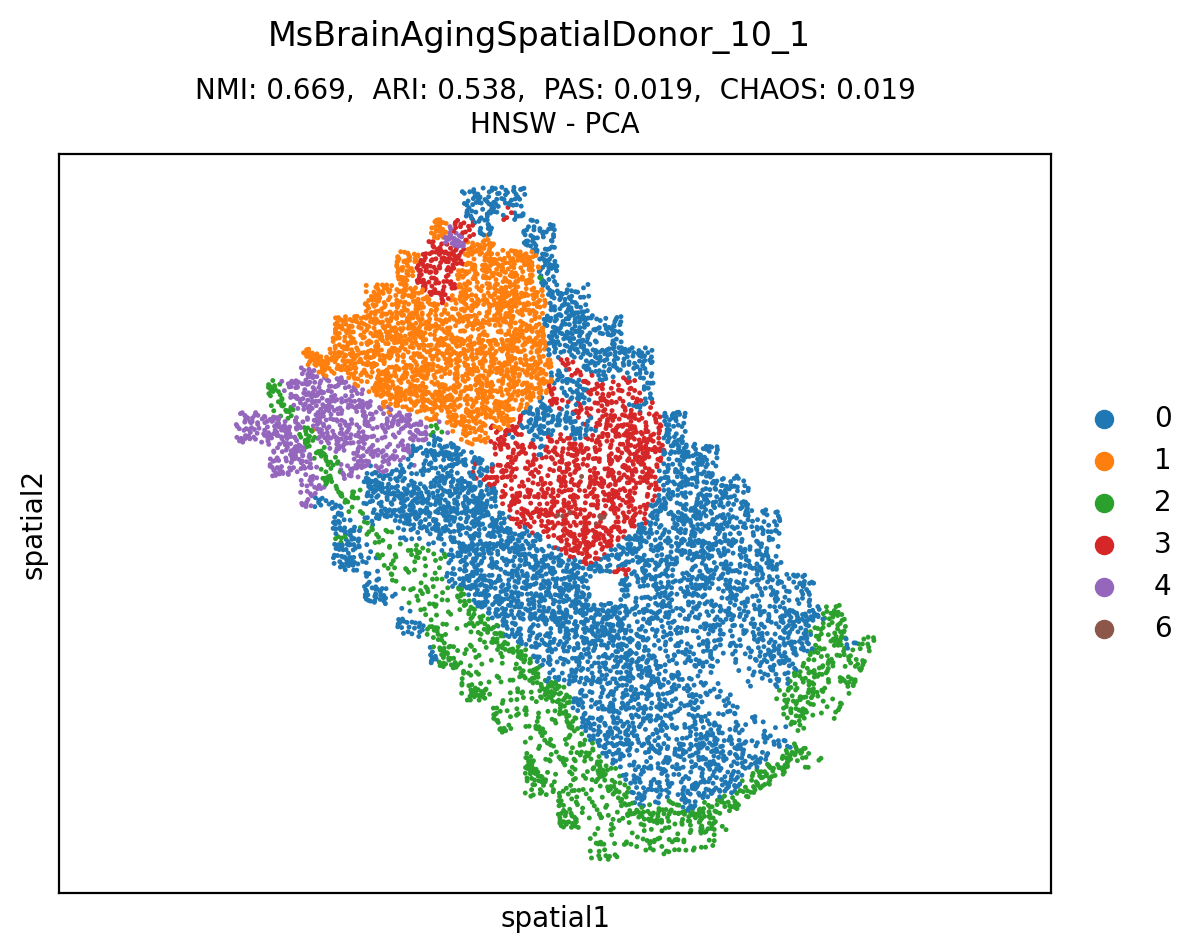 MsBrainAgingSpatialDonor_10_1
NMI: 0.669,  ARI: 0.538,  PAS: 0.019,  CHAOS: 0.019
HNSW - PCA
spatial2
0
1
2
3
4
6
spatial1